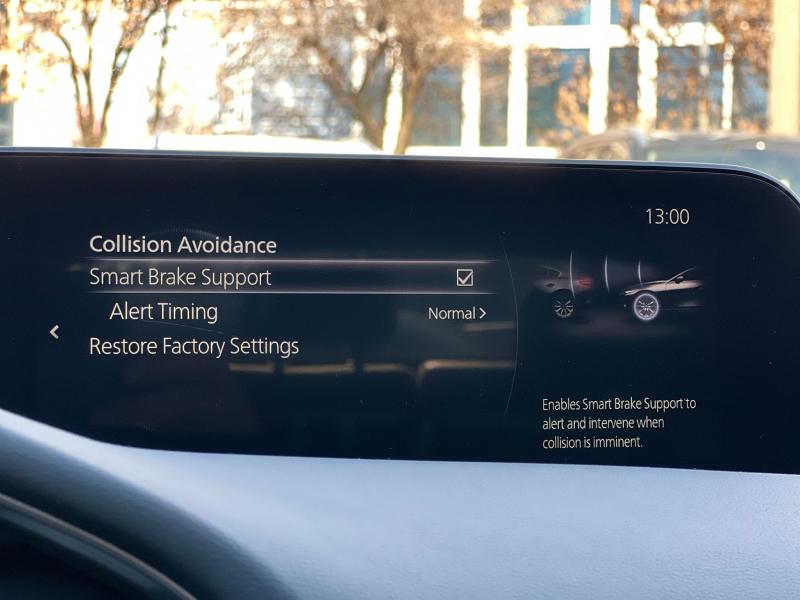 13:00
Collision Avoidance
Smart Brake Support
Alert Timing Normal
Restore Factory Settings
Enables Smart Brake Support to
alert and intervene when
collision is imminent.